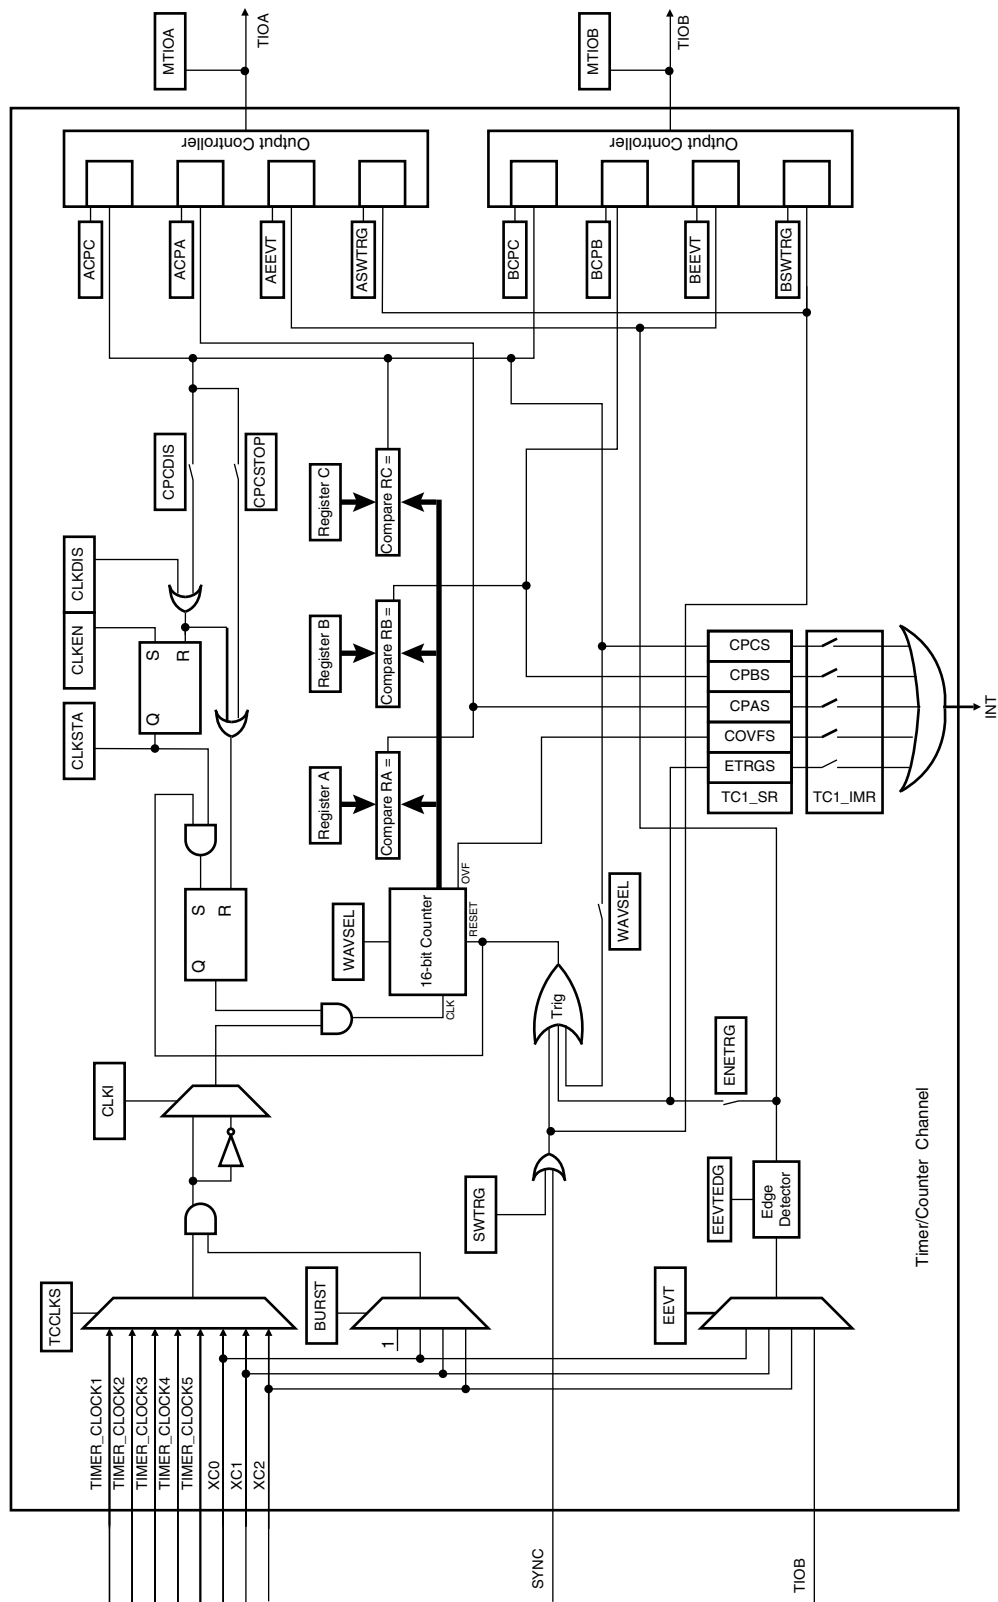 TCCLKS
TIMER_CLOCK1
TIMER_CLOCK2
TIMER_CLOCK3
TIMER_CLOCK4
TIMER_CLOCK5
XC0
XC1
XC2
CLKI
CLKSTA
CLKEN
CLKDIS
Q
S
R
CPCDIS
CPCSTOP
Q
S
R
ACPC
ACPA
AEEVT
ASWTRG
Output Controller
MTIOA
TIOA
BURST
1
WAVSEL
16-bit Counter
CLK
RESET
OVF
Register A
Register B
Register C
Compare RA =
Compare RB =
Compare RC =
SWTRG
SYNC
Trig
WAVSEL
BCPC
BCPB
BEEVT
BSWTRG
Output Controller
MTIOB
TIOB
EEVT
EEVTEDG
Edge
Detector
ENETRG
TIOB
CPCS
CPBS
CPAS
COVFS
ETRGS
TC1_SR
TC1_IMR
INT
Timer/Counter Channel